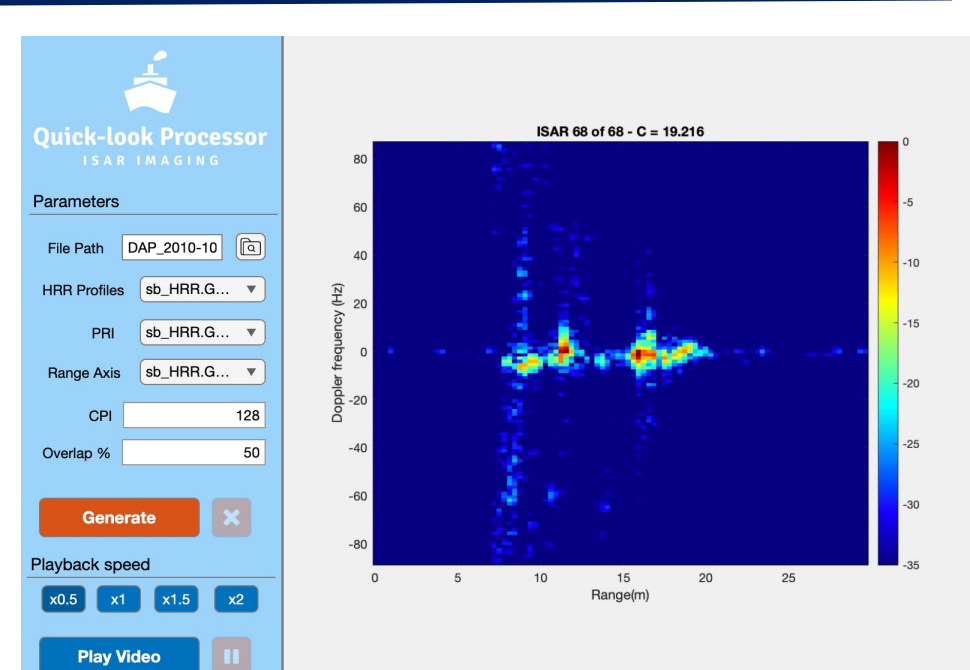 Quick-look Processor
ISAR IMAGING
Parameters
File Path DAP_2010-10
HRR Profiles sb_HRR.G... ▼
PRI sb_HRR.G... ▼
Range Axis sb_HRR.G... ▼
CPI 128
Overlap % 50
Generate
Playback speed
x0.5 x1 x1.5 x2
Play Video
ISAR 68 of 68 - C = 19.216
Doppler frequency (Hz)
80
60
40
20
0
-20
-40
-60
-80
0 5 10 15 20 25
Range(m)
0
-5
-10
-15
-20
-25
-30
-35